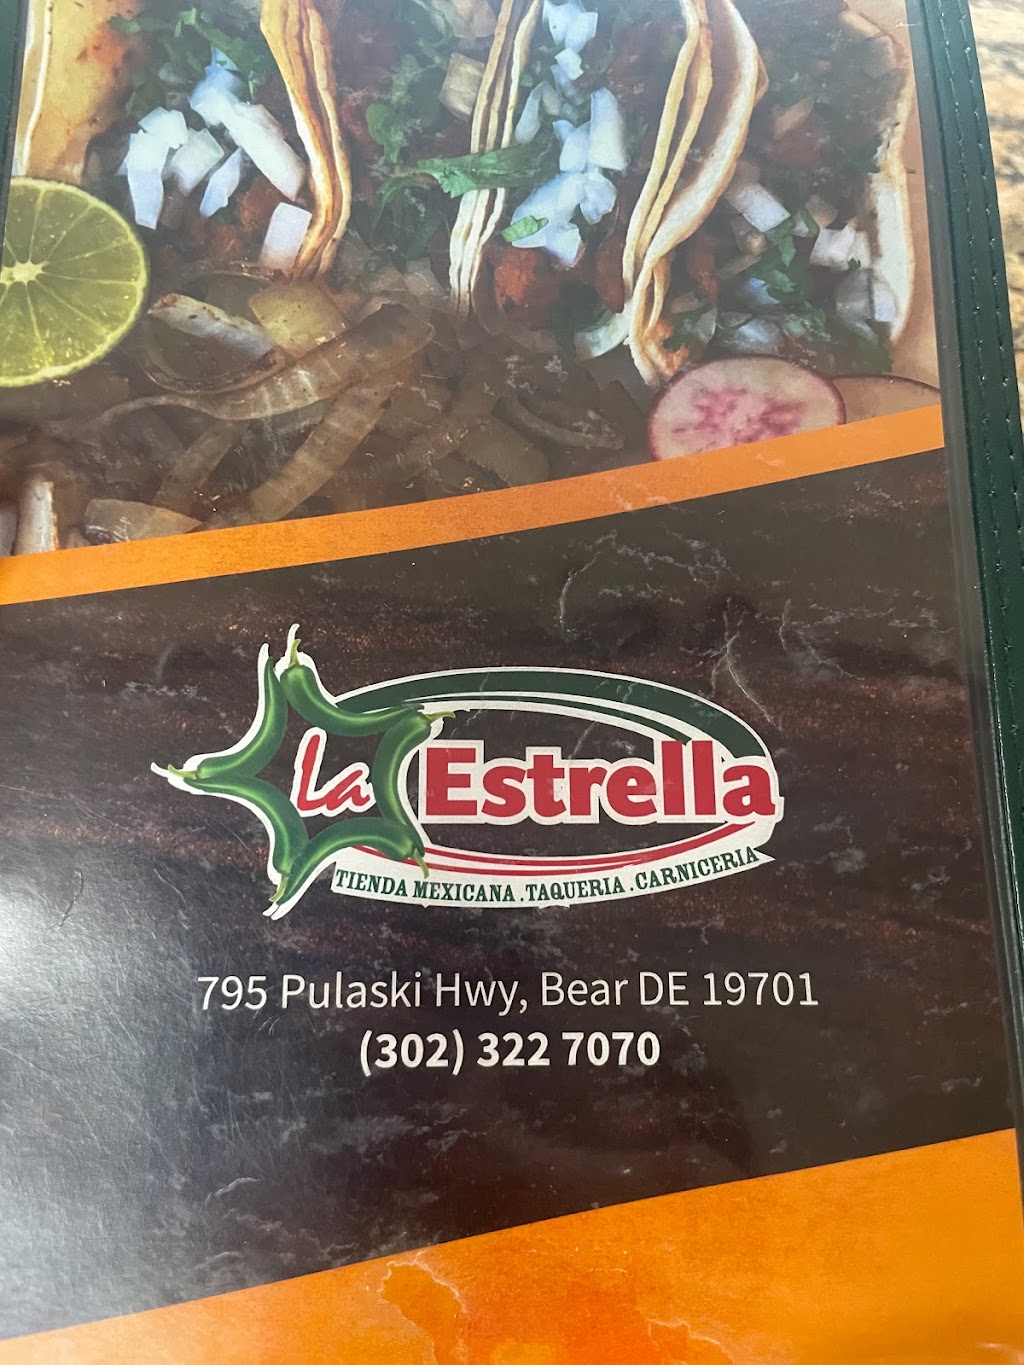 La Estrella
TIENDA MEXICANA . TAQUERIA . CARNICERIA
795 Pulaski Hwy, Bear DE 19701
(302) 322 7070